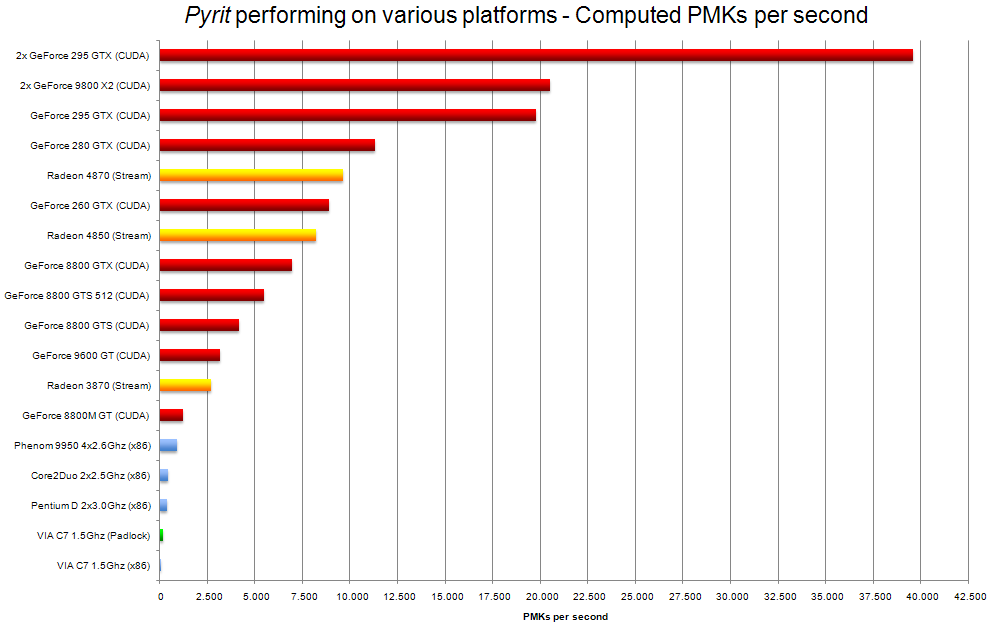 Pyrit performing on various platforms - Computed PMKs per second
2x GeForce 295 GTX (CUDA)
2x GeForce 9800 X2 (CUDA)
GeForce 295 GTX (CUDA)
GeForce 280 GTX (CUDA)
Radeon 4870 (Stream)
GeForce 260 GTX (CUDA)
Radeon 4850 (Stream)
GeForce 8800 GTX (CUDA)
GeForce 8800 GTS 512 (CUDA)
GeForce 8800 GTS (CUDA)
GeForce 9600 GT (CUDA)
Radeon 3870 (Stream)
GeForce 8800M GT (CUDA)
Phenom 9950 4x2.6Ghz (x86)
Core2Duo 2x2.5Ghz (x86)
Pentium D 2x3.0Ghz (x86)
VIA C7 1.5Ghz (Padlock)
VIA C7 1.5Ghz (x86)
0 2.500 5.000 7.500 10.000 12.500 15.000 17.500 20.000 22.500 25.000 27.500 30.000 32.500 35.000 37.500 40.000 42.500
PMKs per second